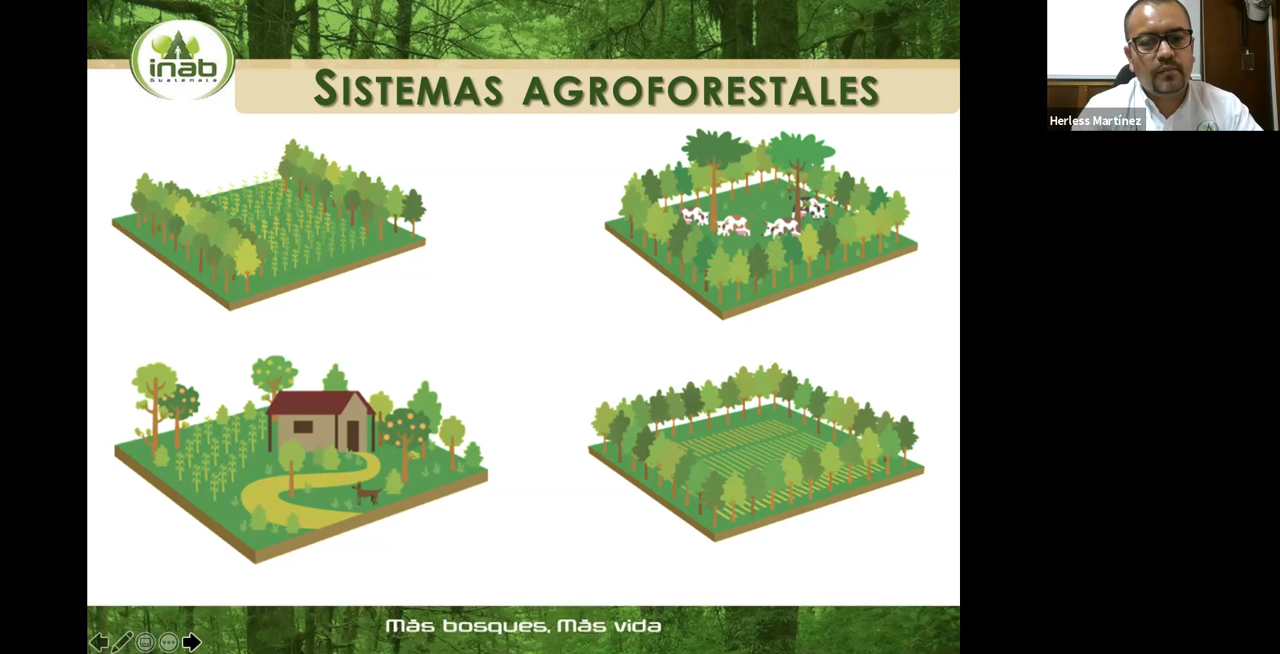 inab
Guatemala
SISTEMAS AGROFORESTALES
Herless Martínez
Más bosques, Más vida